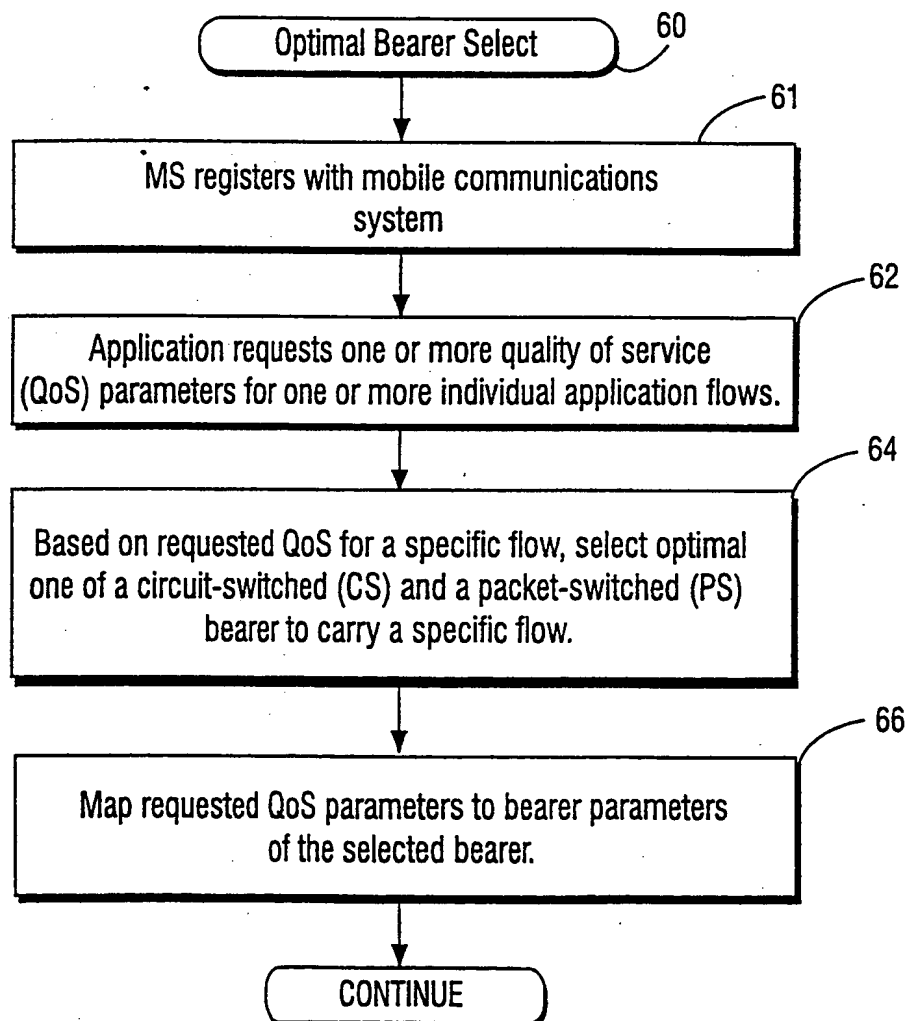 Optimal Bearer Select
60
61
MS registers with mobile communications
system
62
Application requests one or more quality of service
(QoS) parameters for one or more individual application flows.
64
Based on requested QoS for a specific flow, select optimal
one of a circuit-switched (CS) and a packet-switched (PS)
bearer to carry a specific flow.
66
Map requested QoS parameters to bearer parameters
of the selected bearer.
CONTINUE